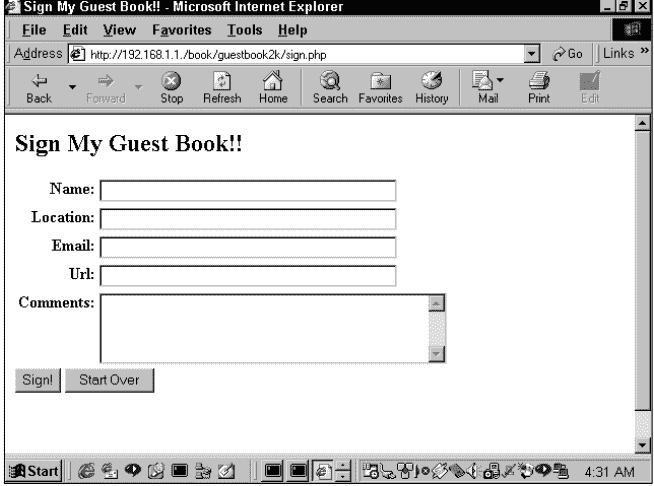 Sign My Guest Book!! - Microsoft Internet Explorer
File Edit View Favorites Tools Help
Address http://192.168.1.1./book/guestbook2k/sign.php Go Links »
Back Forward Stop Refresh Home Search Favorites History Mail Print Edit
Sign My Guest Book!!
Name:
Location:
Email:
Url:
Comments:
Sign! Start Over
Start 4:31 AM